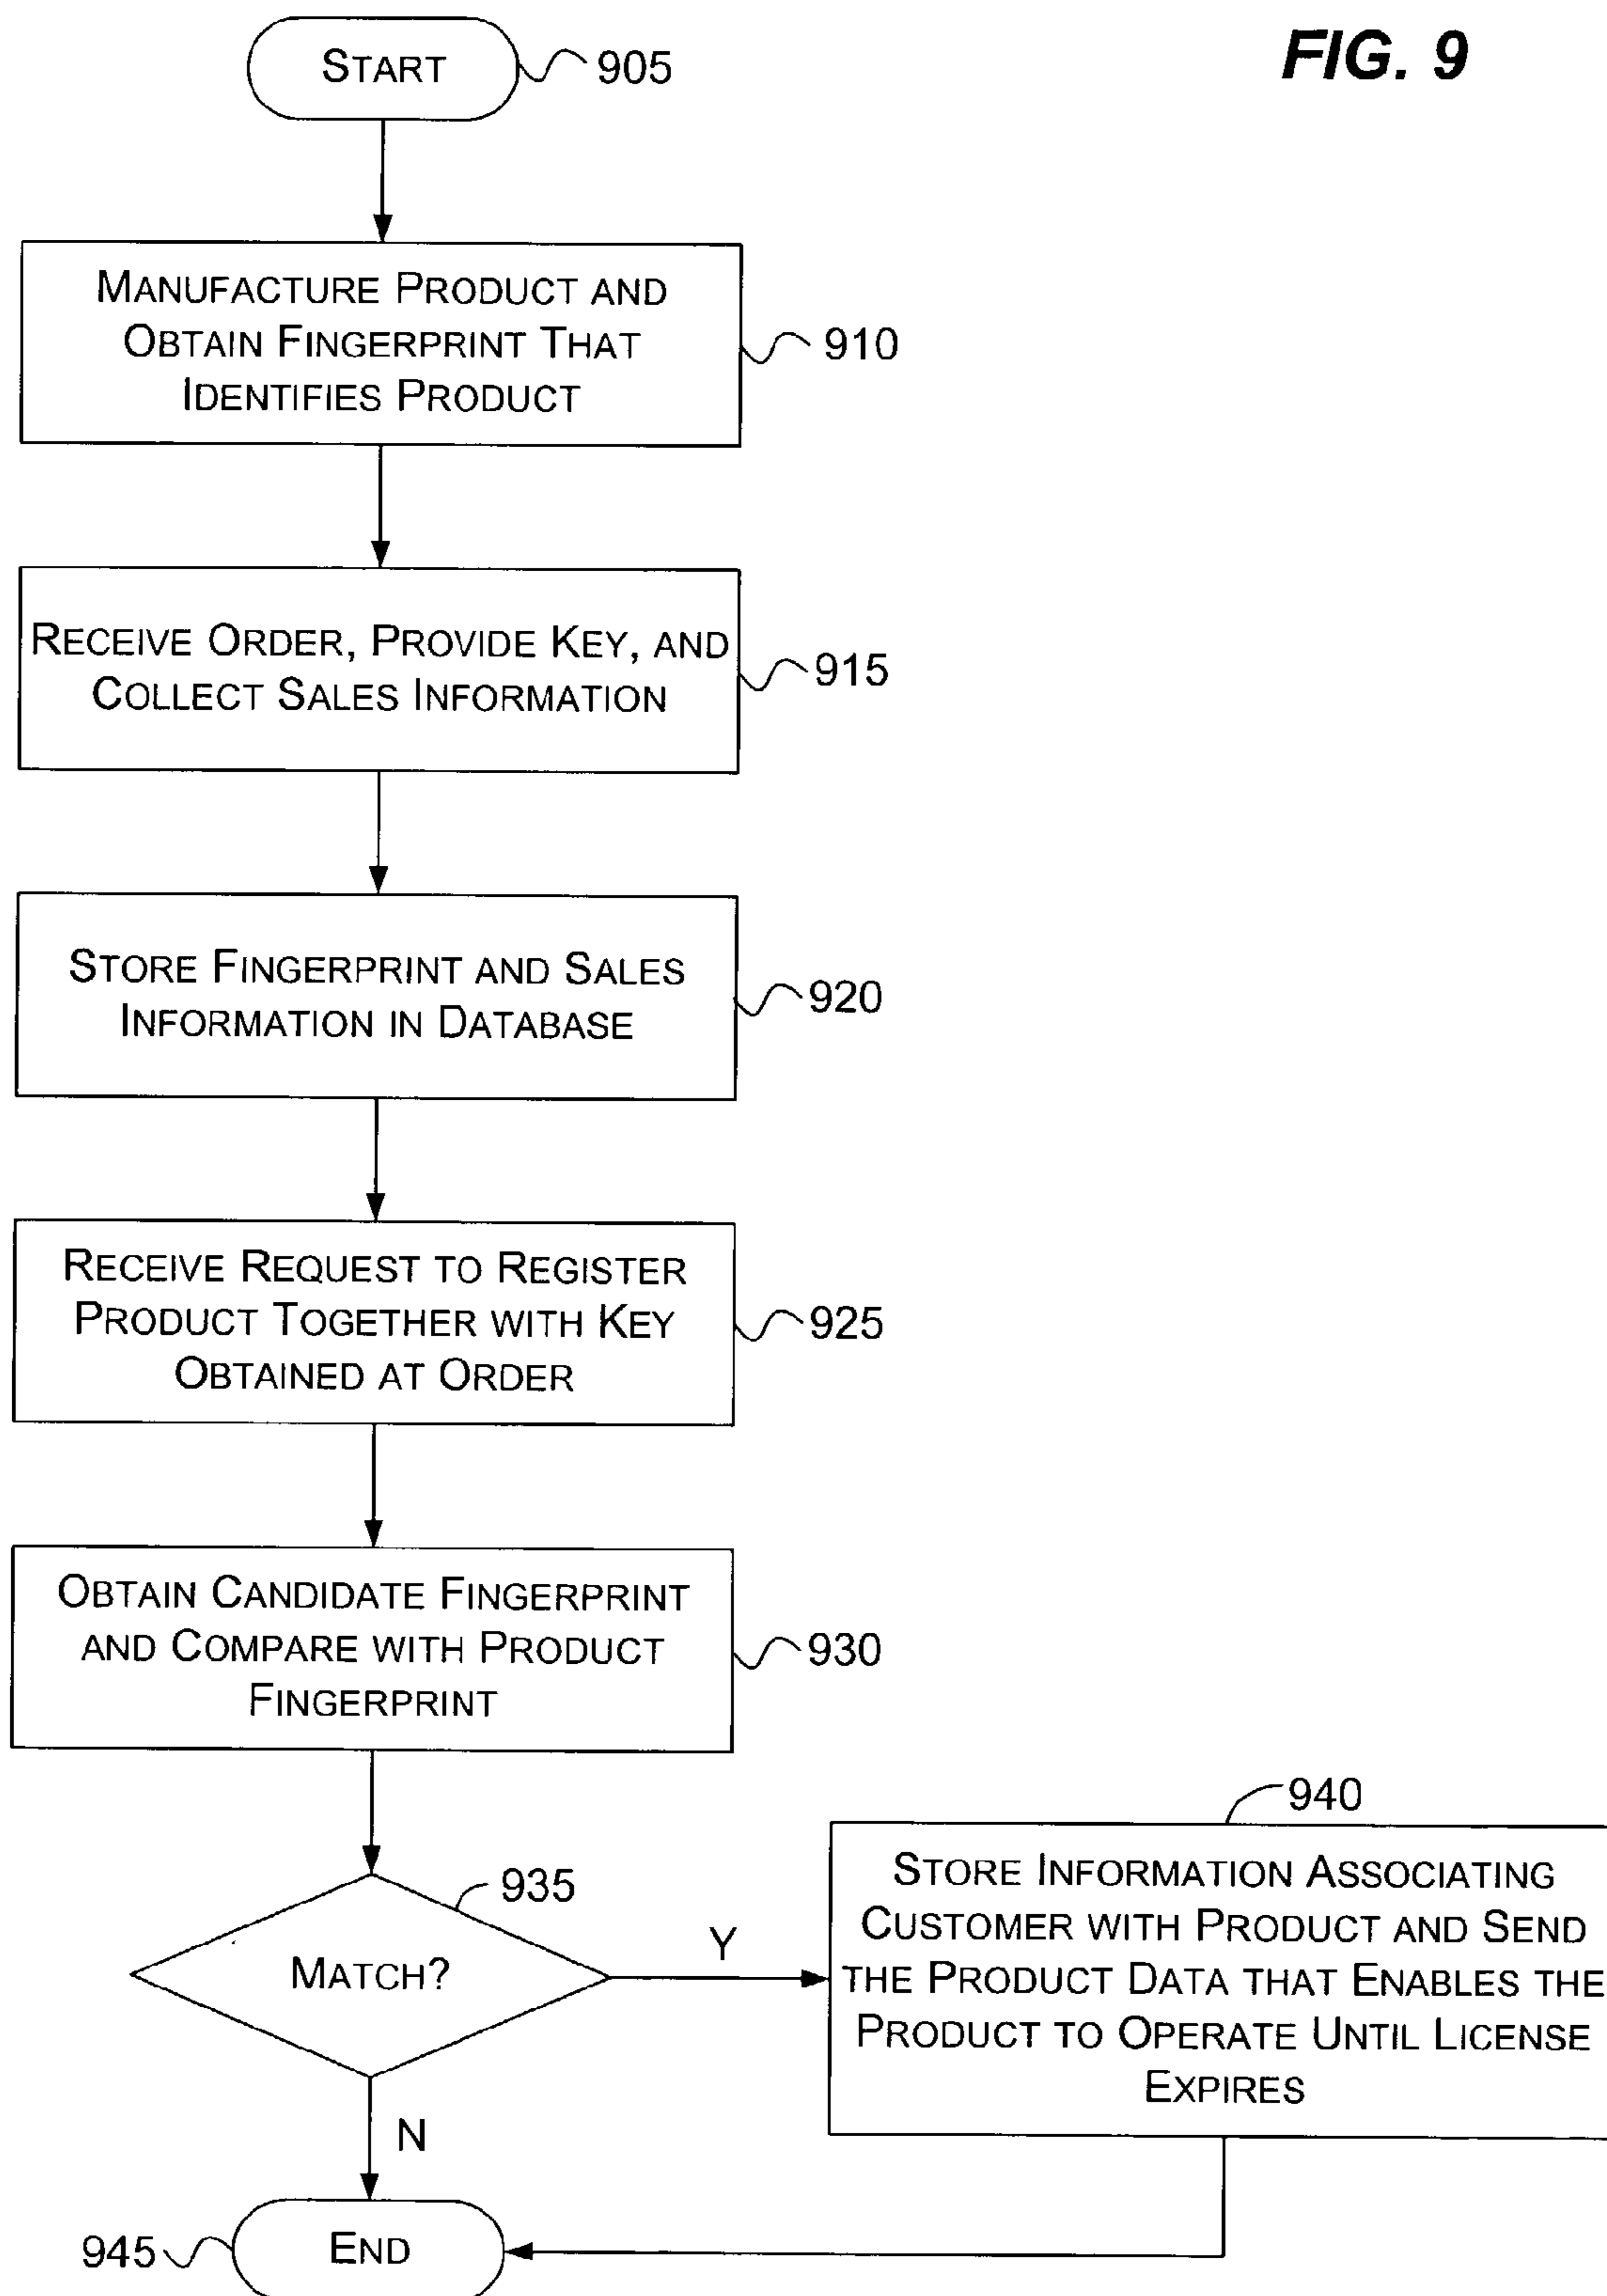 FIG. 9
START
905
MANUFACTURE PRODUCT AND
OBTAIN FINGERPRINT THAT
IDENTIFIES PRODUCT
910
RECEIVE ORDER, PROVIDE KEY, AND
COLLECT SALES INFORMATION
915
STORE FINGERPRINT AND SALES
INFORMATION IN DATABASE
920
RECEIVE REQUEST TO REGISTER
PRODUCT TOGETHER WITH KEY
OBTAINED AT ORDER
925
OBTAIN CANDIDATE FINGERPRINT
AND COMPARE WITH PRODUCT
FINGERPRINT
930
935
MATCH?
Y
N
940
STORE INFORMATION ASSOCIATING
CUSTOMER WITH PRODUCT AND SEND
THE PRODUCT DATA THAT ENABLES THE
PRODUCT TO OPERATE UNTIL LICENSE
EXPIRES
945
END